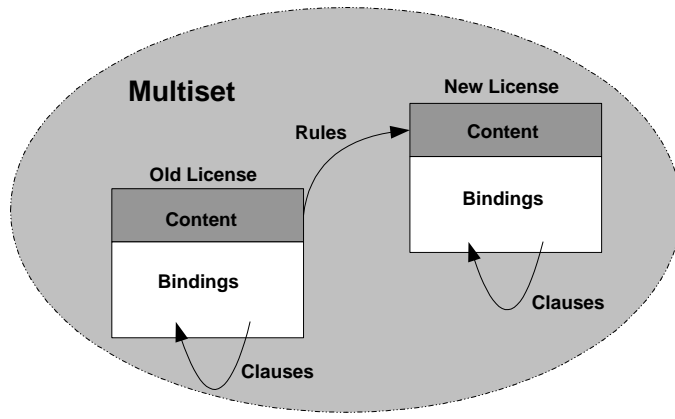 Multiset
New License
Content
Rules
Old License
Bindings
Content
Bindings
Clauses
Clauses